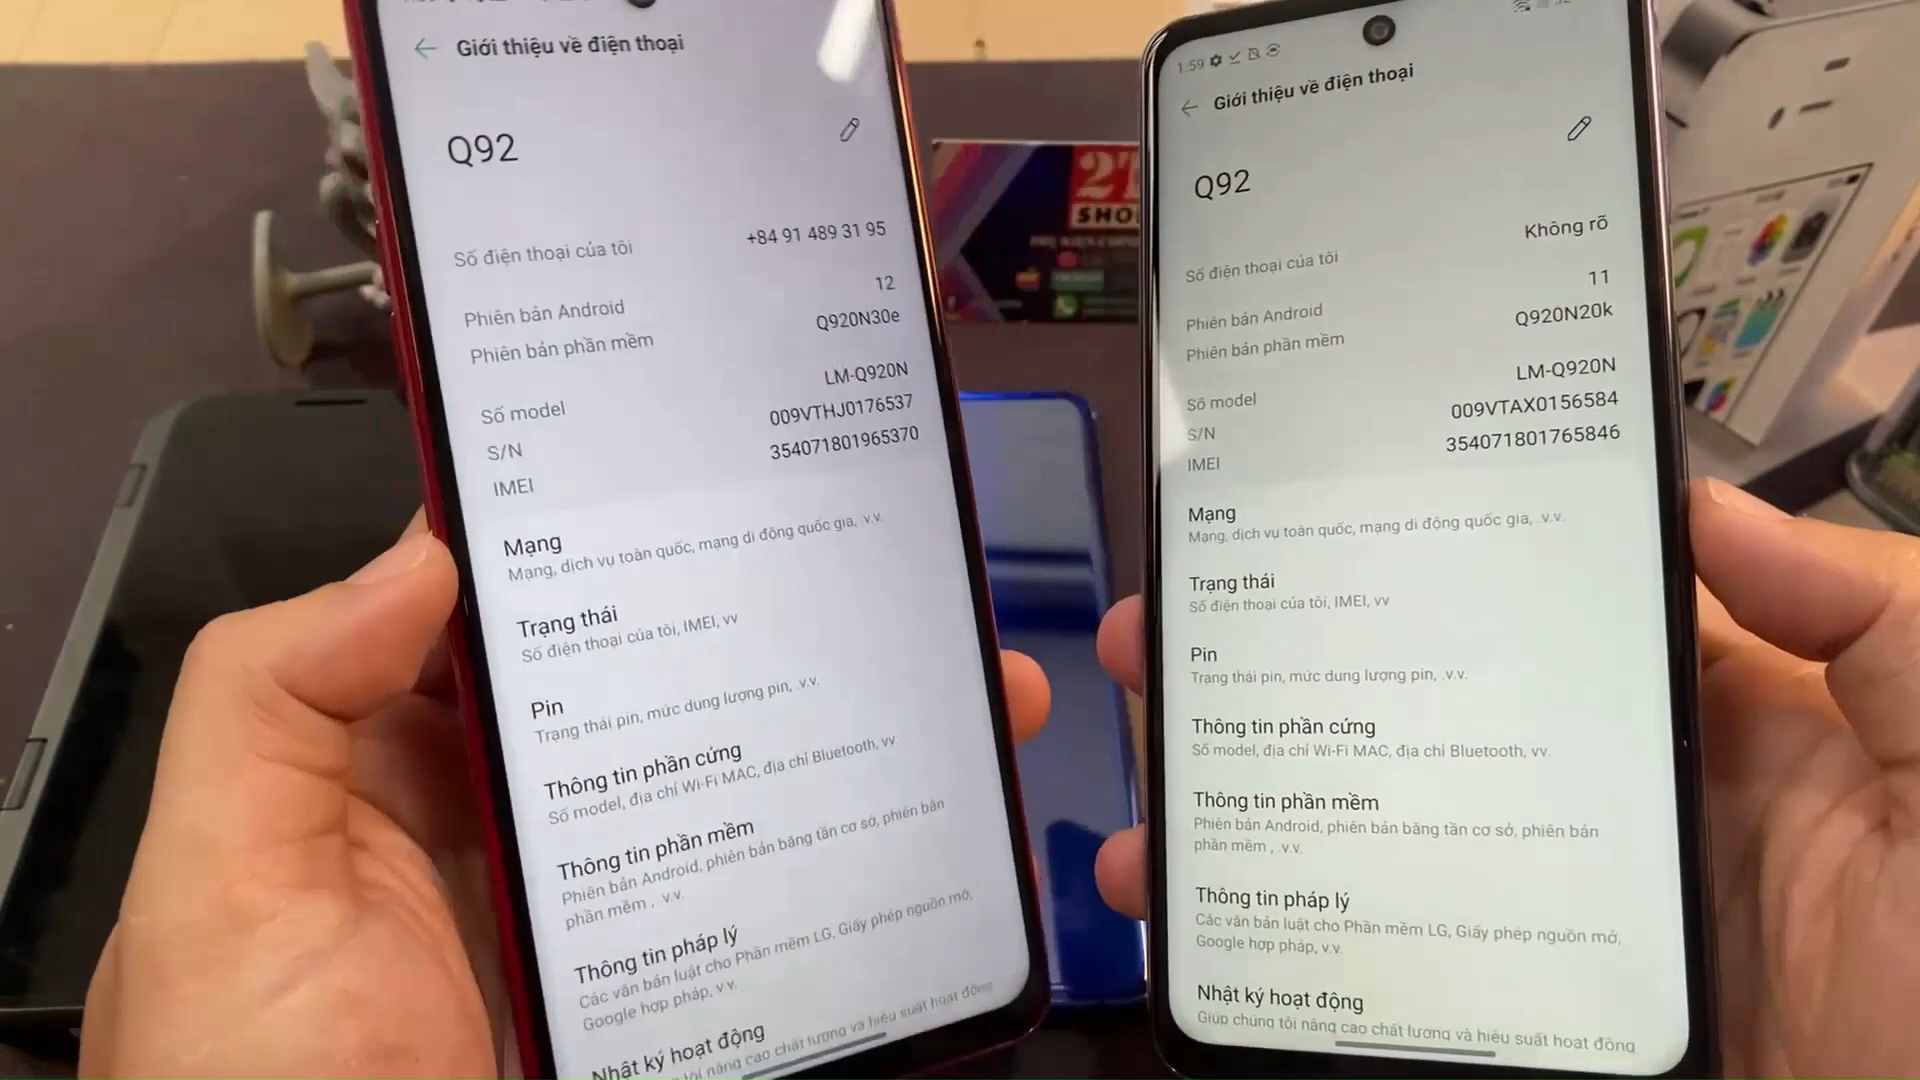 Giới thiệu về điện thoại
Q92
Số điện thoại của tôi
+84 91 489 31 95
Phiên bản Android
12
Phiên bản phần mềm
Q920N30e
Số model
LM-Q920N
S/N
009VTHJ0176537
IMEI
354071801965370
Mạng
Mạng, dịch vụ toàn quốc, mạng di động quốc gia, .v.v.
Trạng thái
Số điện thoại của tôi, IMEI, vv
Pin
Trạng thái pin, mức dung lượng pin, .v.v.
Thông tin phần cứng
Số model, địa chỉ Wi-Fi MAC, địa chỉ Bluetooth, vv
Thông tin phần mềm
Phiên bản Android, phiên bản băng tần cơ sở, phiên bản
phần mềm , v.v.
Thông tin pháp lý
Các văn bản luật cho Phần mềm LG, Giấy phép nguồn mở,
Google hợp pháp, v.v.
Nhật ký hoạt động
tôi nâng cao chất lượng và hiệu suất hoạt động
2T
SHO
1:59
Giới thiệu về điện thoại
Q92
Số điện thoại của tôi
Không rõ
Phiên bản Android
11
Phiên bản phần mềm
Q920N20k
Số model
LM-Q920N
S/N
009VTAX0156584
IMEI
354071801765846
Mạng
Mạng, dịch vụ toàn quốc, mạng di động quốc gia, .v.v.
Trạng thái
Số điện thoại của tôi, IMEI, vv
Pin
Trạng thái pin, mức dung lượng pin, .v.v.
Thông tin phần cứng
Số model, địa chỉ Wi-Fi MAC, địa chỉ Bluetooth, vv.
Thông tin phần mềm
Phiên bản Android, phiên bản băng tần cơ sở, phiên bản
phần mềm , .v.v.
Thông tin pháp lý
Các văn bản luật cho Phần mềm LG, Giấy phép nguồn mở,
Google hợp pháp, v.v.
Nhật ký hoạt động
Giúp chúng tôi nâng cao chất lượng và hiệu suất hoạt động